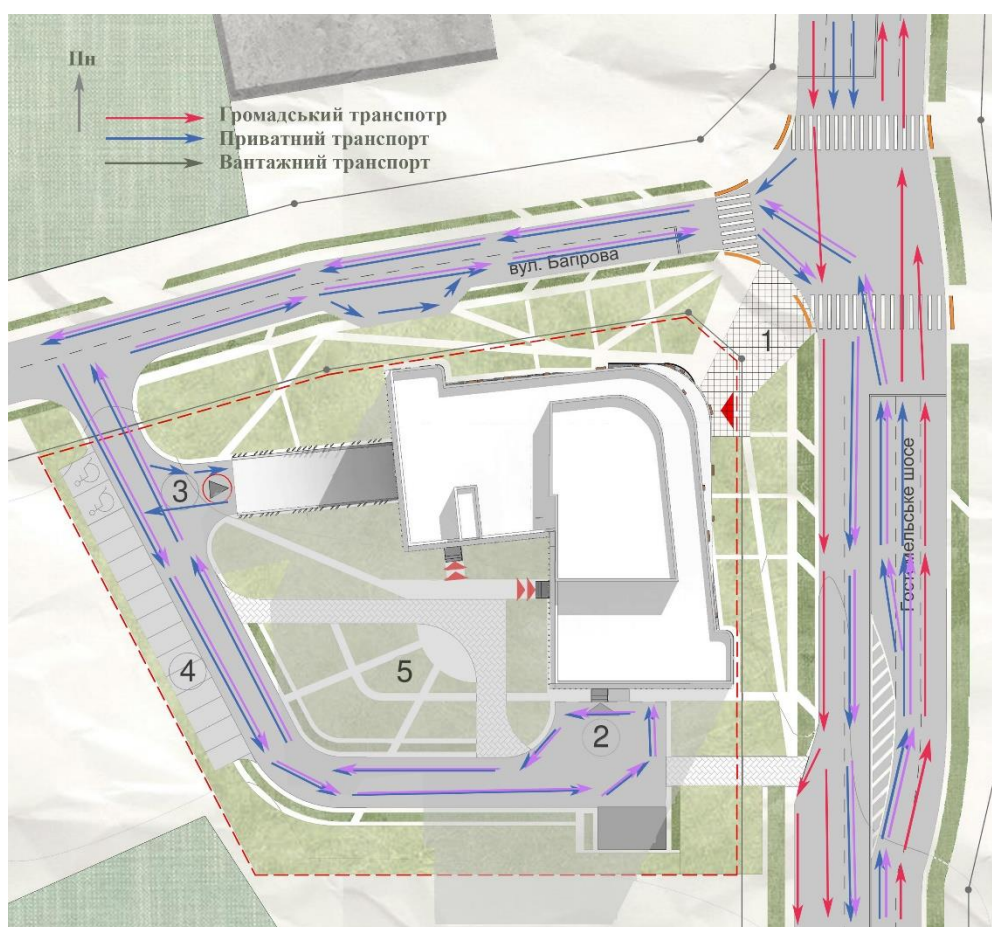 Пн
Громадський транспотр
Приватний транспорт
Вантажний транспорт
вул. Бапрова
1
3
Гостомельське шосе
4
5
2